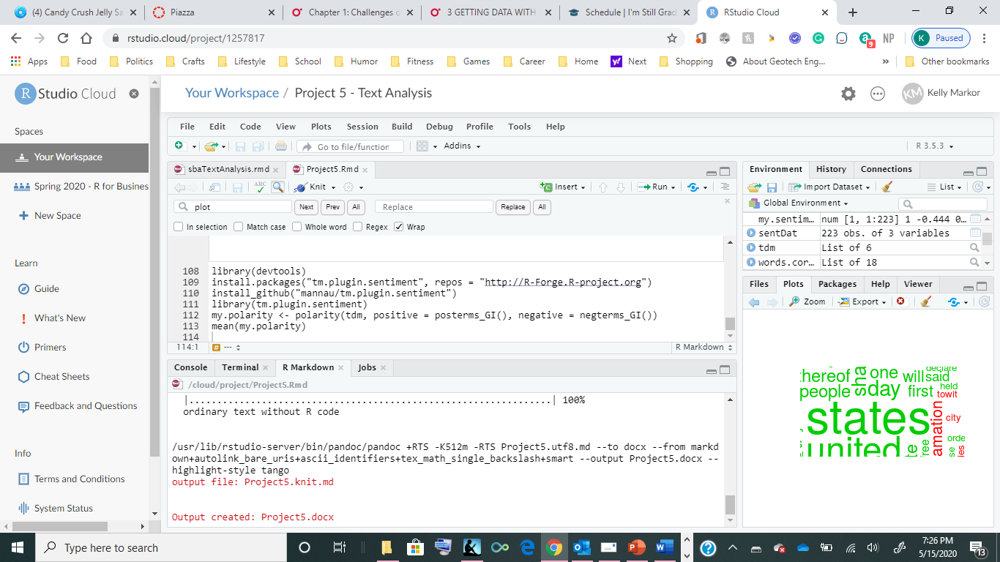 (4) Candy Crush Jelly Sa
Piazza
Chapter 1: Challenges o
3 GETTING DATA WITH
Schedule | I'm Still Grad
RStudio Cloud
rstudio.cloud/project/1257817
9
NP
K Paused
Apps
Food
Politics
Crafts
Lifestyle
School
Humor
Fitness
Games
Career
Home
Next
Shopping
About Geotech Eng...
»
Other bookmarks
R Studio Cloud
Your Workspace / Project 5 - Text Analysis
KM Kelly Markor
Spaces
Your Workspace
Spring 2020 - R for Busines
New Space
Learn
Guide
What's New
Primers
Cheat Sheets
Feedback and Questions
Info
Terms and Conditions
System Status
File Edit Code View Plots Session Build Debug Profile Tools Help
Go to file/function
Addins
R 3.5.3
sbaTextAnalysis.rmd
Project5.Rmd
ABC
Knit
Insert
Run
plot
Next
Prev
All
Replace
Replace
All
In selection
Match case
Whole word
Regex
Wrap
108 library(devtools)
109 install.packages("tm.plugin.sentiment", repos = "http://R-Forge.R-project.org")
110 install_github("mannau/tm.plugin.sentiment")
111 library(tm.plugin.sentiment)
112 my.polarity <- polarity(tdm, positive = posterms_GI(), negative = negterms_GI())
113 mean(my.polarity)
114
114:1
# ---
R Markdown
Console
Terminal
R Markdown
Jobs
/cloud/project/Project5.Rmd
|.................................................................| 100%
ordinary text without R code
/usr/lib/rstudio-server/bin/pandoc/pandoc +RTS -K512m -RTS Project5.utf8.md --to docx --from markd
own+autolink_bare_uris+ascii_identifiers+tex_math_single_backslash+smart --output Project5.docx --
highlight-style tango
output file: Project5.knit.md
Output created: Project5.docx
Environment
History
Connections
Import Dataset
List
Global Environment
my.sentim… num [1, 1:223] 1 -0.444 0…
sentDat 223 obs. of 3 variables
tdm List of 6
words.cor… List of 18
Files
Plots
Packages
Help
Viewer
Zoom
Export
declare
hereof
sha
one
will
said
people
day
first
held
towit
states
amation
city
united
te
free
orde
se
ies
Type here to search
7:26 PM
5/15/2020
13